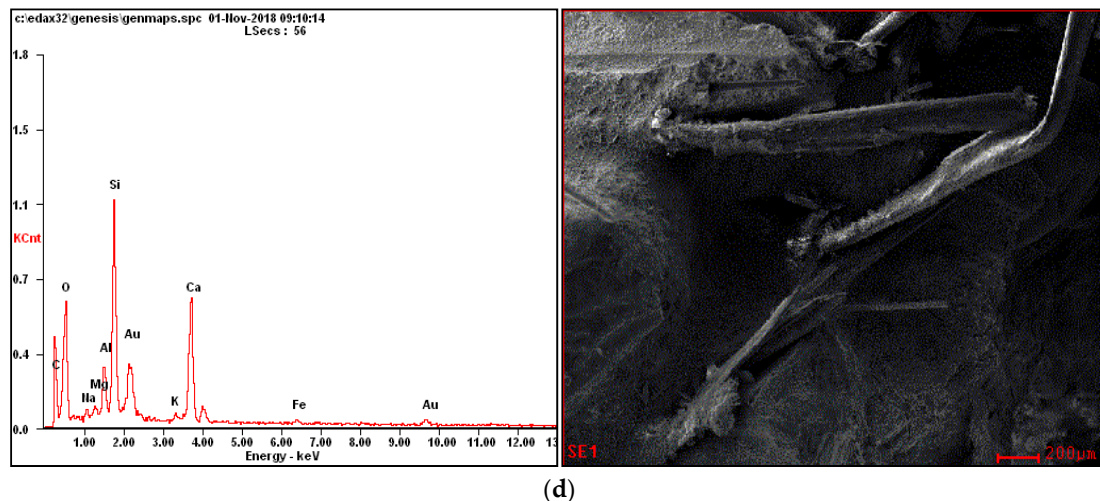 c:\edax32\genesis\genmaps.spc 01-Nov-2018 09:10:14
LSecs : 56
1.8
1.5
1.1
KCnt
0.7
0.4
0.0
C
O
Na
Mg
Al
Si
Au
K
Ca
Fe
Au
1.00 2.00 3.00 4.00 5.00 6.00 7.00 8.00 9.00 10.00 11.00 12.00 13
Energy - keV
SE1
200µm
(d)